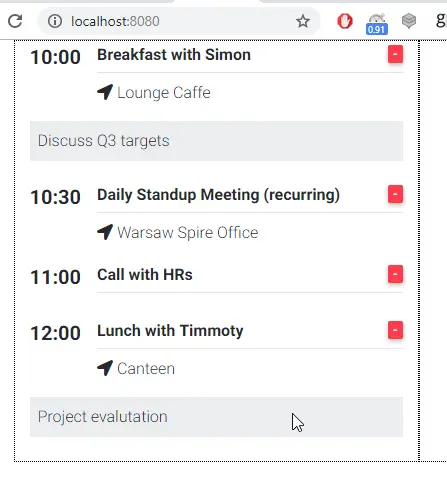 localhost:8080
0.91
g
10:00 Breakfast with Simon -
Lounge Caffe
Discuss Q3 targets
10:30 Daily Standup Meeting (recurring) -
Warsaw Spire Office
11:00 Call with HRs -
12:00 Lunch with Timmoty -
Canteen
Project evalutation